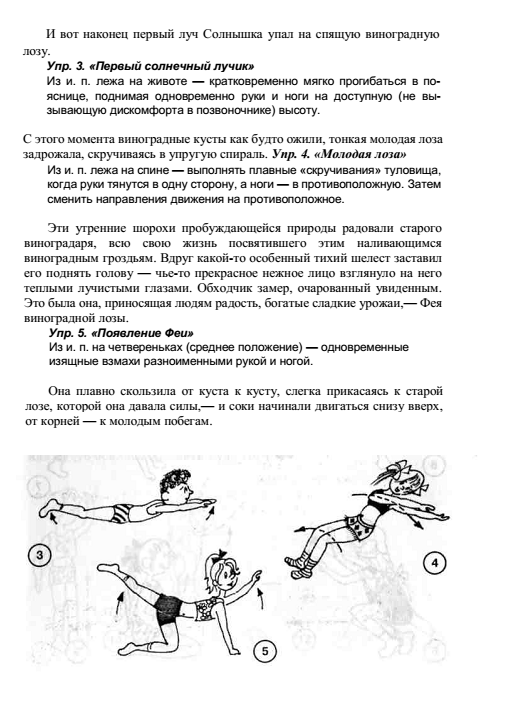 И вот наконец первый луч Солнышка упал на спящую виноградную
лозу.
Упр. 3. «Первый солнечный лучик»
Из и. п. лежа на животе — кратковременно мягко прогибаться в по-
яснице, поднимая одновременно руки и ноги на доступную (не вы-
зывающую дискомфорта в позвоночнике) высоту.
С этого момента виноградные кусты как будто ожили, тонкая молодая лоза
задрожала, скручиваясь в упругую спираль. Упр. 4. «Молодая лоза»
Из и. п. лежа на спине — выполнять плавные «скручивания» туловища,
когда руки тянутся в одну сторону, а ноги — в противоположную. Затем
сменить направления движения на противоположное.
Эти утренние шорохи пробуждающейся природы радовали старого
виноградаря, всю свою жизнь посвятившего этим наливающимся
виноградным гроздьям. Вдруг какой-то особенный тихий шелест заставил
его поднять голову — чье-то прекрасное нежное лицо взглянуло на него
теплыми лучистыми глазами. Обходчик замер, очарованный увиденным.
Это была она, приносящая людям радость, богатые сладкие урожаи,— Фея
виноградной лозы.
Упр. 5. «Появление Феи»
Из и. п. на четвереньках (среднее положение) — одновременные
изящные взмахи разноименными рукой и ногой.
Она плавно скользила от куста к кусту, слегка прикасаясь к старой
лозе, которой она давала силы,— и соки начинали двигаться снизу вверх,
от корней — к молодым побегам.
3
4
5